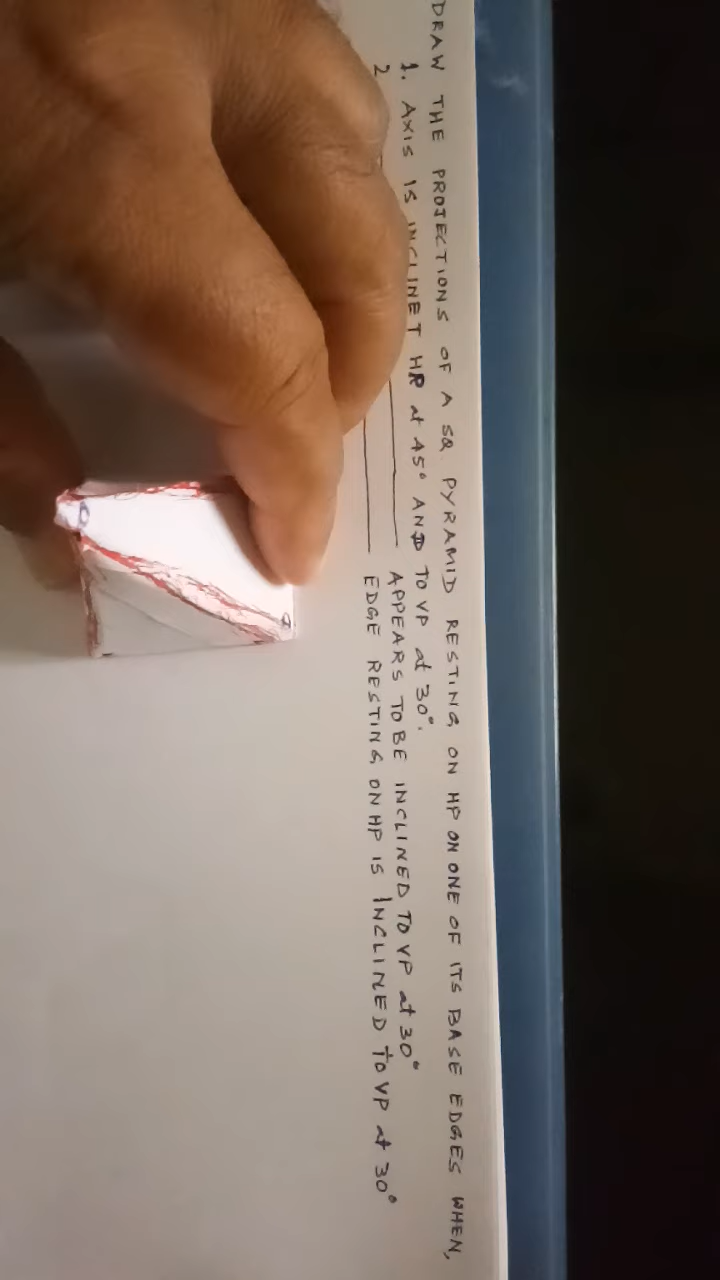 DRAW THE PROJECTIONS OF A SQ. PYRAMID RESTING ON HP ON ONE OF ITS BASE EDGES WHEN,
1. AXIS IS INCLINET HP at 45° AND TO VP at 30°.
2 APPEARS TO BE INCLINED TO VP at 30°
EDGE RESTING ON HP IS INCLINED TO VP at 30°